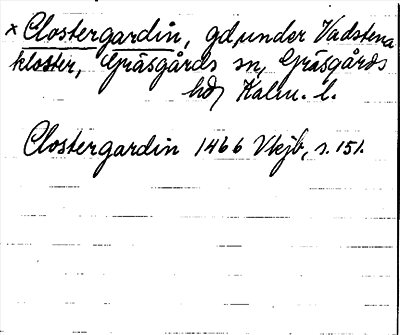 × Clostergardin, gd, under Vadstena
kloster, Gräsgårds sn, Gräsgårds
hd, Kalm. l.
Clostergardin 1466 Vkjb, s. 151.